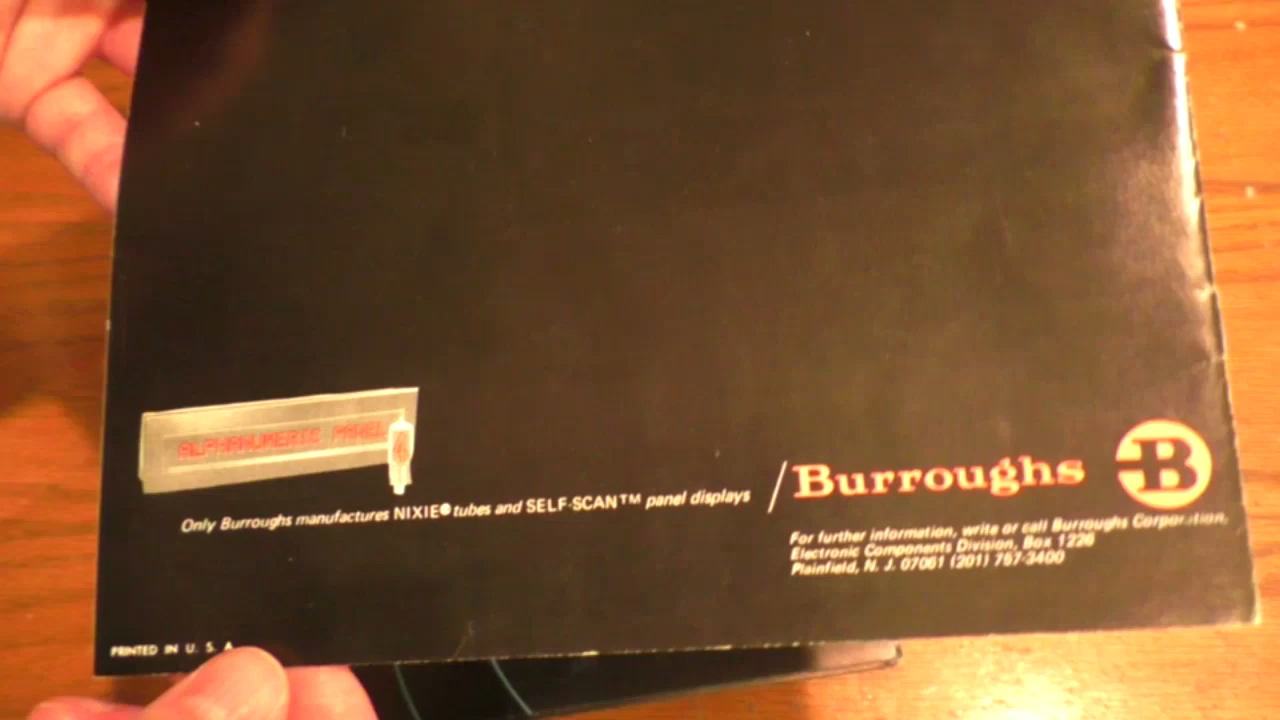 ALPHANUMERIC PANEL
4
Only Burroughs manufactures NIXIE® tubes and SELF-SCAN™ panel displays
/Burroughs
B
For further information, write or call Burroughs Corporation,
Electronic Components Division, Box 1226
Plainfield, N. J. 07061 (201) 757-3400
PRINTED IN U. S. A.